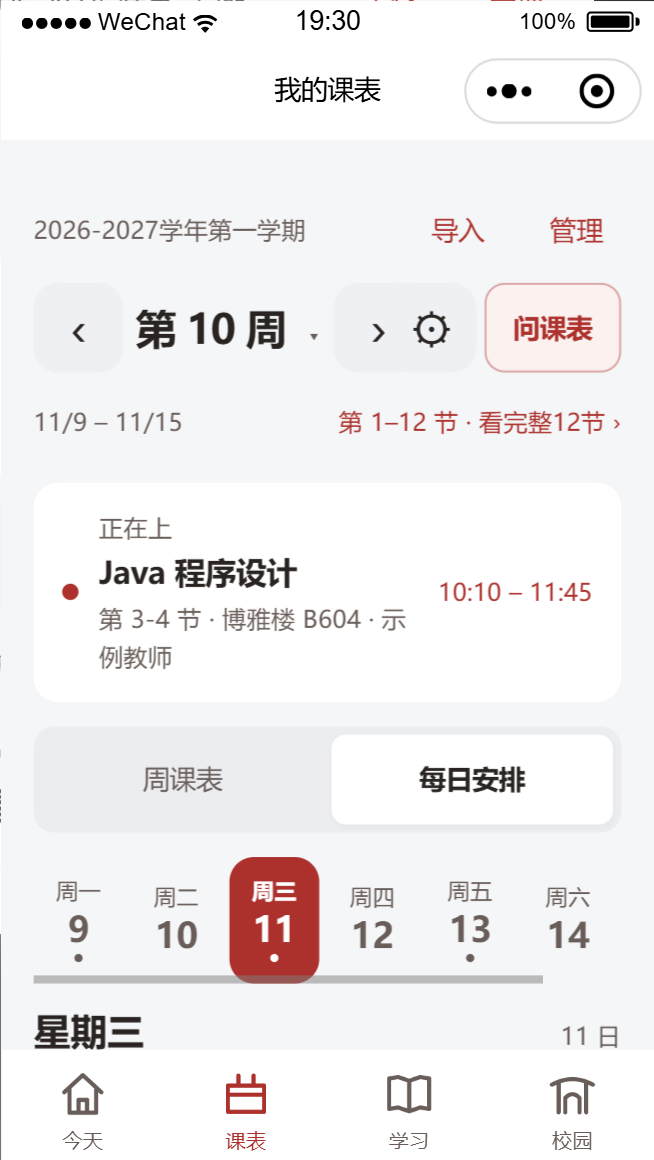 WeChat 19:30 100%
我的课表
2026-2027学年第一学期 导入 管理
‹ 第 10 周 › 问课表
11/9 – 11/15 第 1–12 节 · 看完整12节 ›
正在上
Java 程序设计
10:10 – 11:45
第 3-4 节 · 博雅楼 B604 · 示
例教师
周课表 每日安排
周一 周二 周三 周四 周五 周六
9 10 11 12 13 14
星期三 11 日
今天 课表 学习 校园